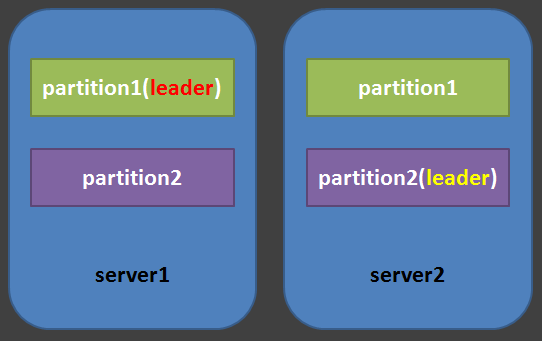 partition1(leader)
partition2
server1
partition1
partition2(leader)
server2